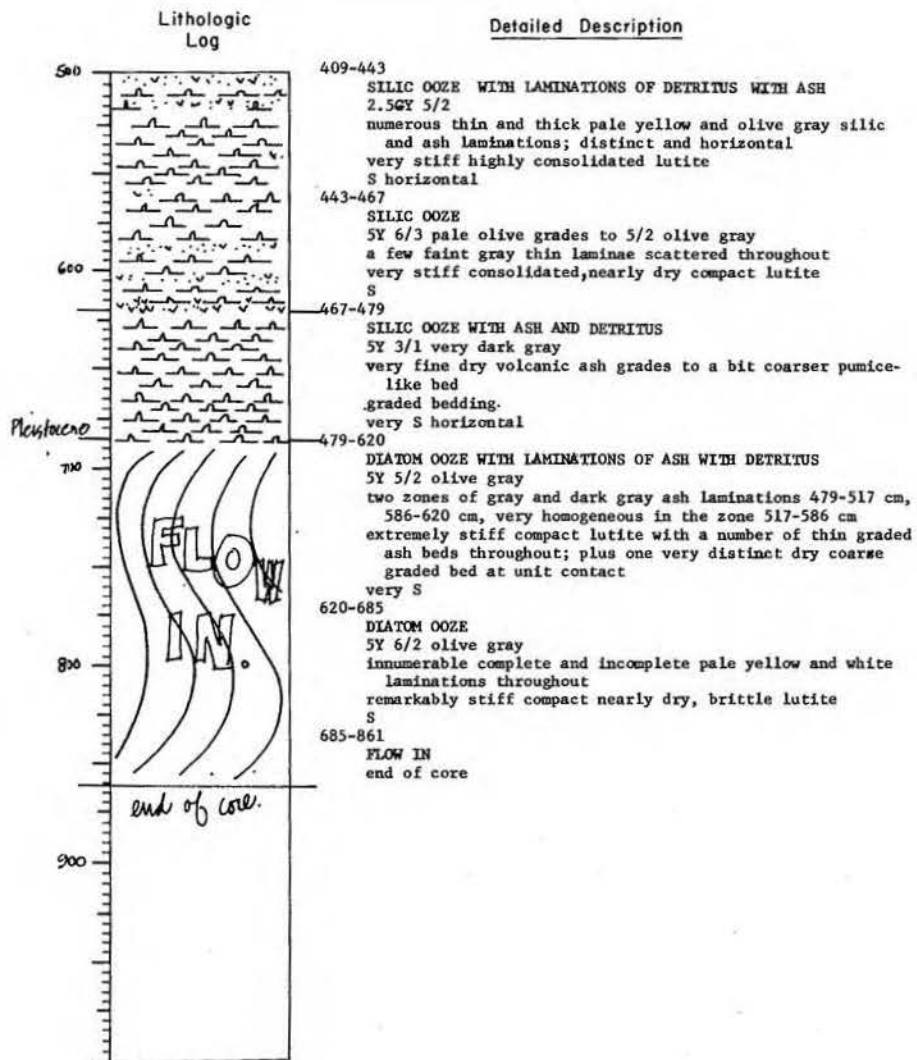 Lithologic
Log
Detailed Description
500
600
Pleistocene
700
FLOW
IN.
800
end of core.
900
409-443
SILIC OOZE WITH LAMINATIONS OF DETRITUS WITH ASH
2.5GY 5/2
numerous thin and thick pale yellow and olive gray silic
and ash laminations; distinct and horizontal
very stiff highly consolidated lutite
S horizontal
443-467
SILIC OOZE
5Y 6/3 pale olive grades to 5/2 olive gray
a few faint gray thin laminae scattered throughout
very stiff consolidated,nearly dry compact lutite
S
467-479
SILIC OOZE WITH ASH AND DETRITUS
5Y 3/1 very dark gray
very fine dry volcanic ash grades to a bit coarser pumice-
like bed
graded bedding.
very S horizontal
479-620
DIATOM OOZE WITH LAMINATIONS OF ASH WITH DETRITUS
5Y 5/2 olive gray
two zones of gray and dark gray ash laminations 479-517 cm,
586-620 cm, very homogeneous in the zone 517-586 cm
extremely stiff compact lutite with a number of thin graded
ash beds throughout; plus one very distinct dry coarse
graded bed at unit contact
very S
620-685
DIATOM OOZE
5Y 6/2 olive gray
innumerable complete and incomplete pale yellow and white
laminations throughout
remarkably stiff compact nearly dry, brittle lutite
S
685-861
FLOW IN
end of core